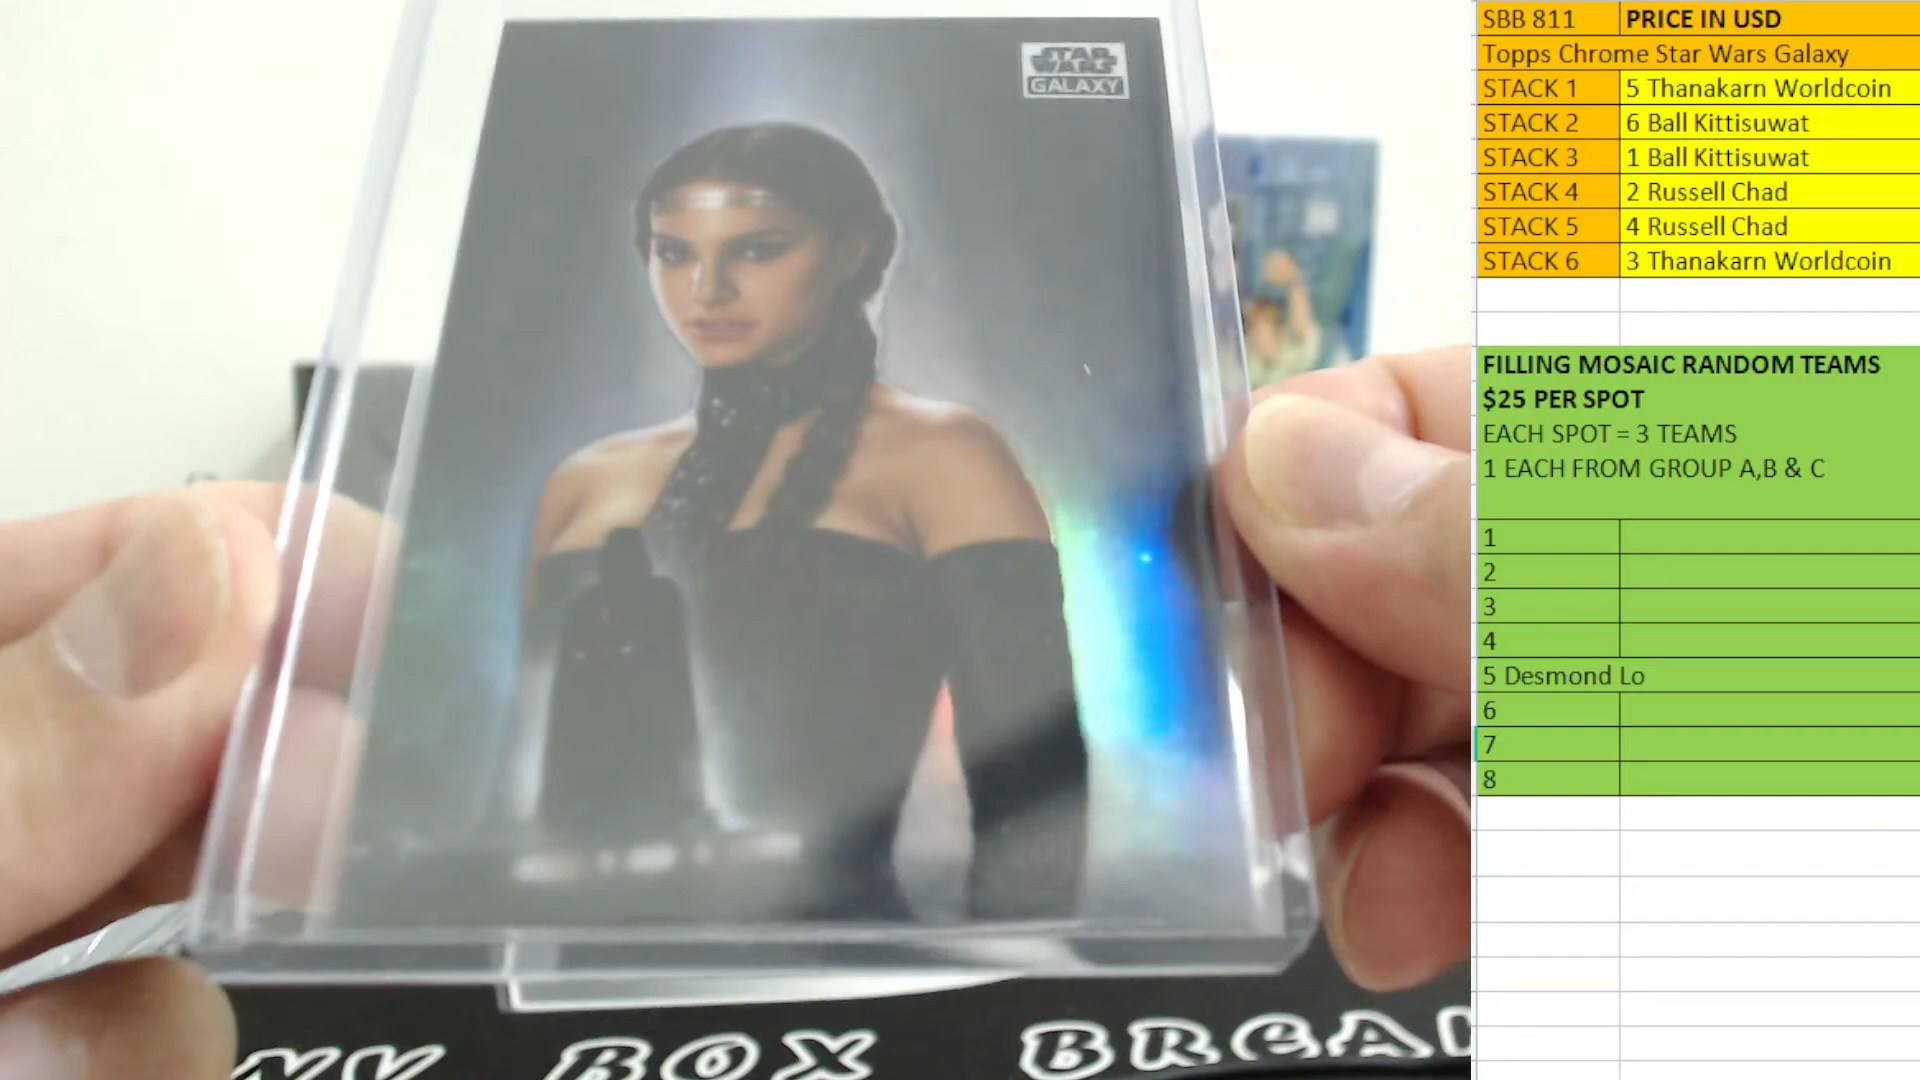 STAR
WARS
GALAXY
BOX
SBB 811 PRICE IN USD
Topps Chrome Star Wars Galaxy
STACK 1 5 Thanakarn Worldcoin
STACK 2 6 Ball Kittisuwat
STACK 3 1 Ball Kittisuwat
STACK 4 2 Russell Chad
STACK 5 4 Russell Chad
STACK 6 3 Thanakarn Worldcoin
FILLING MOSAIC RANDOM TEAMS
$25 PER SPOT
EACH SPOT = 3 TEAMS
1 EACH FROM GROUP A,B & C
1
2
3
4
5 Desmond Lo
6
7
8